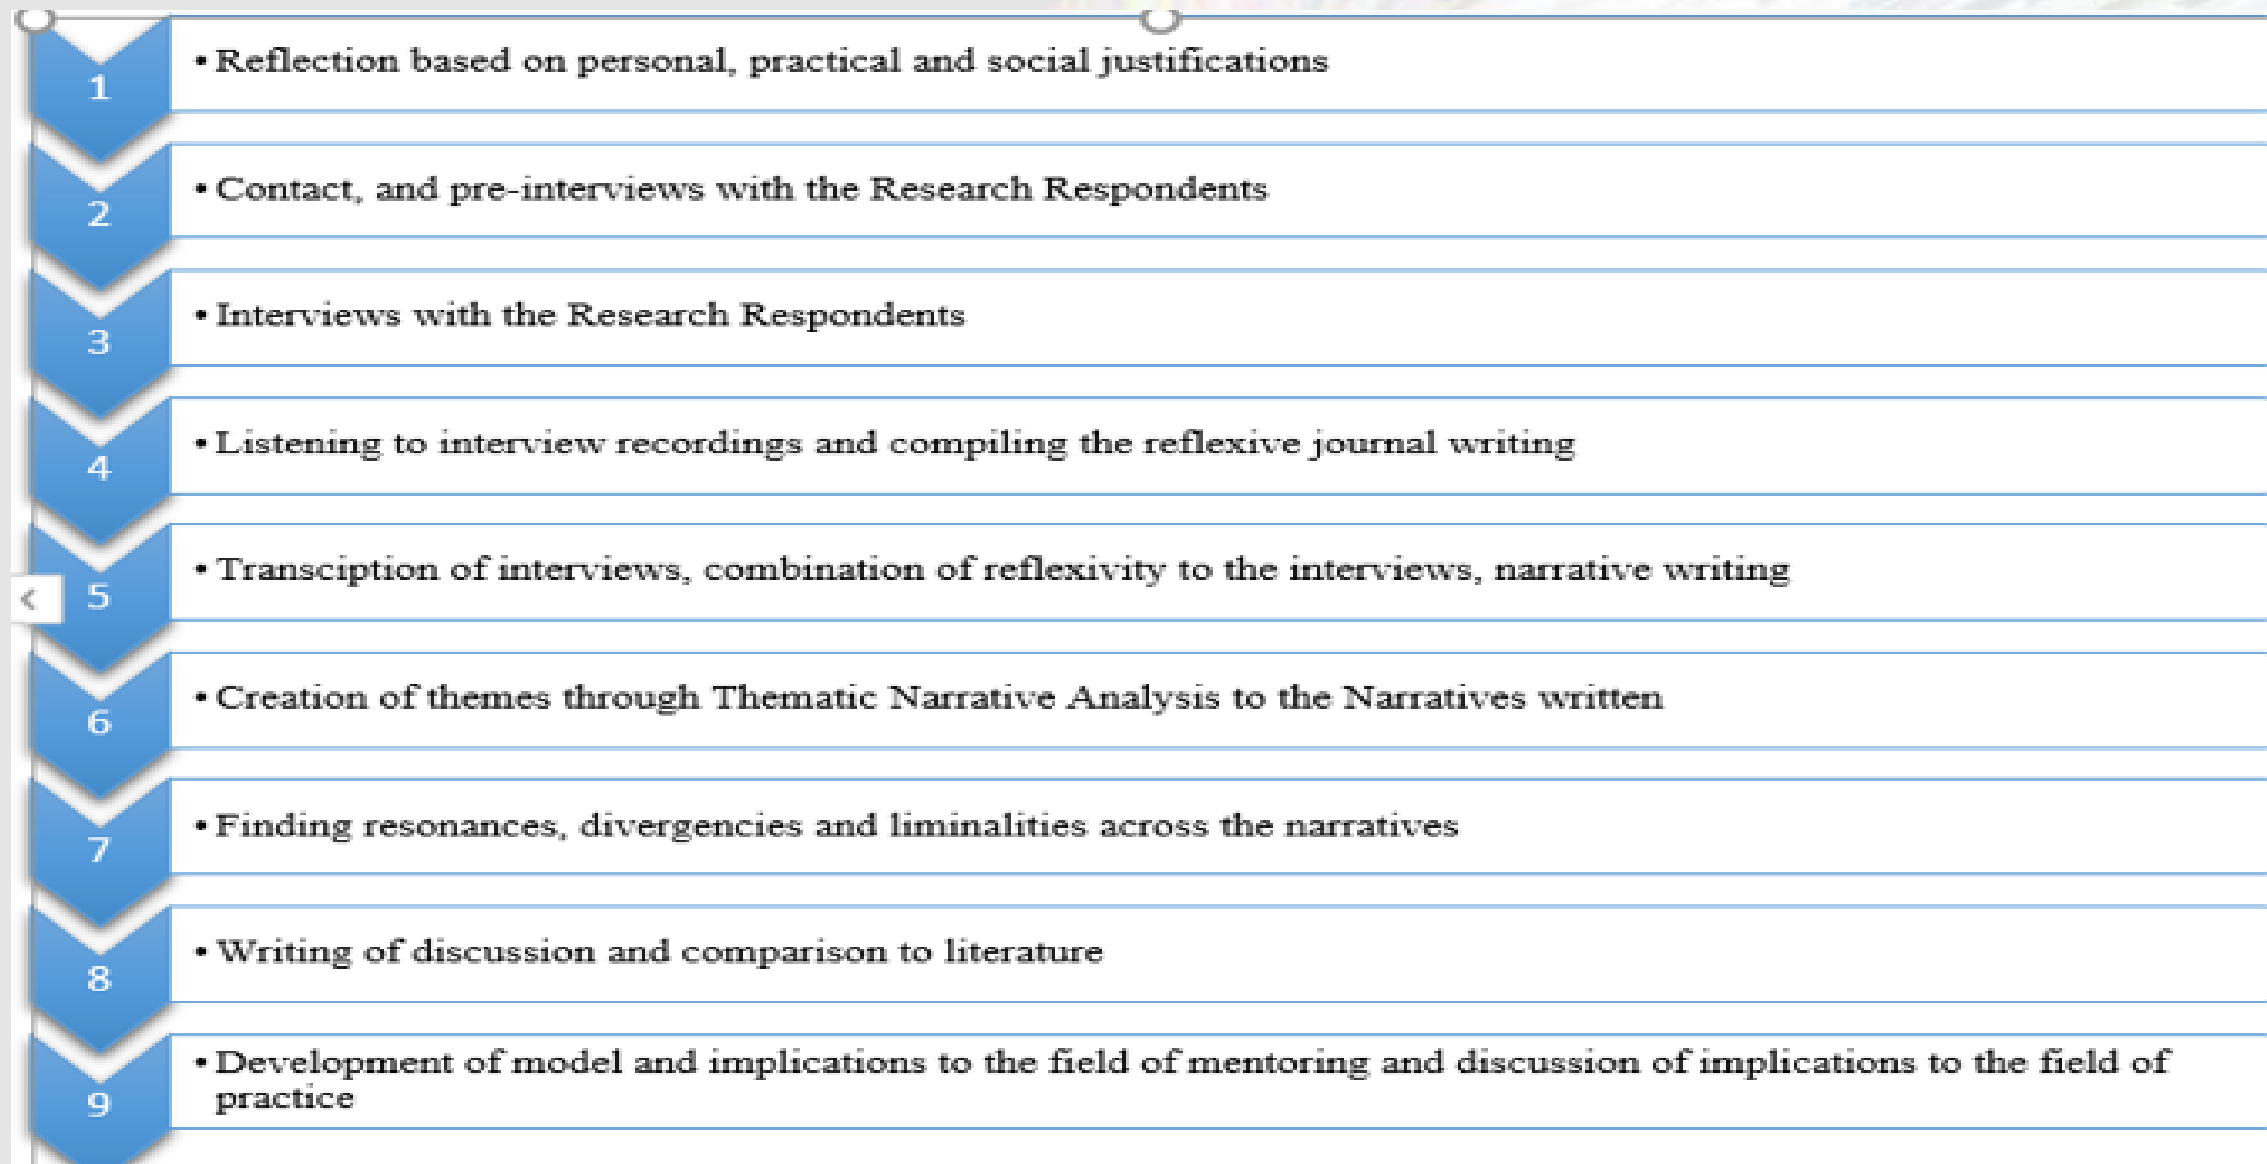 1
• Reflection based on personal, practical and social justifications
2
• Contact, and pre-interviews with the Research Respondents
3
• Interviews with the Research Respondents
4
• Listening to interview recordings and compiling the reflexive journal writing
5
• Transciption of interviews, combination of reflexivity to the interviews, narrative writing
6
• Creation of themes through Thematic Narrative Analysis to the Narratives written
7
• Finding resonances, divergencies and liminalities across the narratives
8
• Writing of discussion and comparison to literature
9
• Development of model and implications to the field of mentoring and discussion of implications to the field of
practice